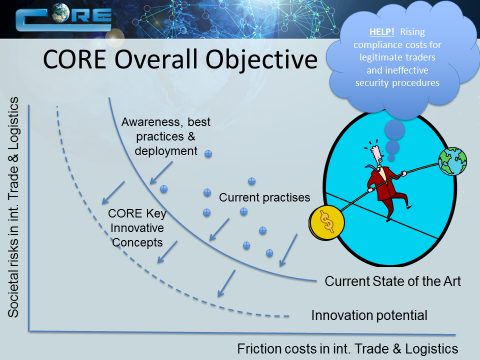 CORE
CORE Overall Objective
HELP! Rising
compliance costs for
legitimate traders
and ineffective
security procedures
Societal risks in int. Trade & Logistics
Awareness, best
practices &
deployment
Current practises
CORE Key
Innovative
Concepts
$
Current State of the Art
Innovation potential
Friction costs in int. Trade & Logistics